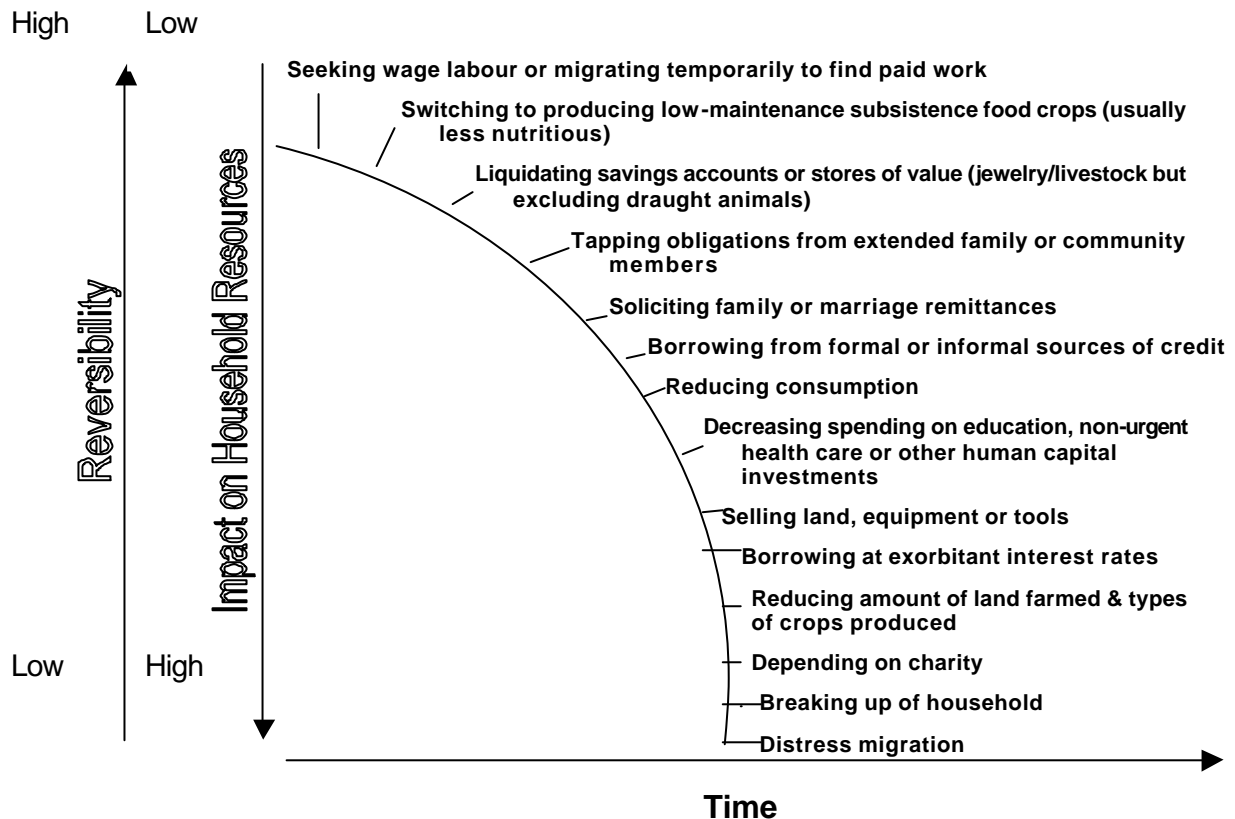 High Low
Seeking wage labour or migrating temporarily to find paid work
Switching to producing low-maintenance subsistence food crops (usually
less nutritious)
Liquidating savings accounts or stores of value (jewelry/livestock but
excluding draught animals)
Tapping obligations from extended family or community
members
Soliciting family or marriage remittances
Borrowing from formal or informal sources of credit
Reducing consumption
Decreasing spending on education, non-urgent
health care or other human capital
investments
Selling land, equipment or tools
Borrowing at exorbitant interest rates
Reducing amount of land farmed & types
of crops produced
Depending on charity
Breaking up of household
Distress migration
Reversibility
Impact on Household Resources
Low High
Time